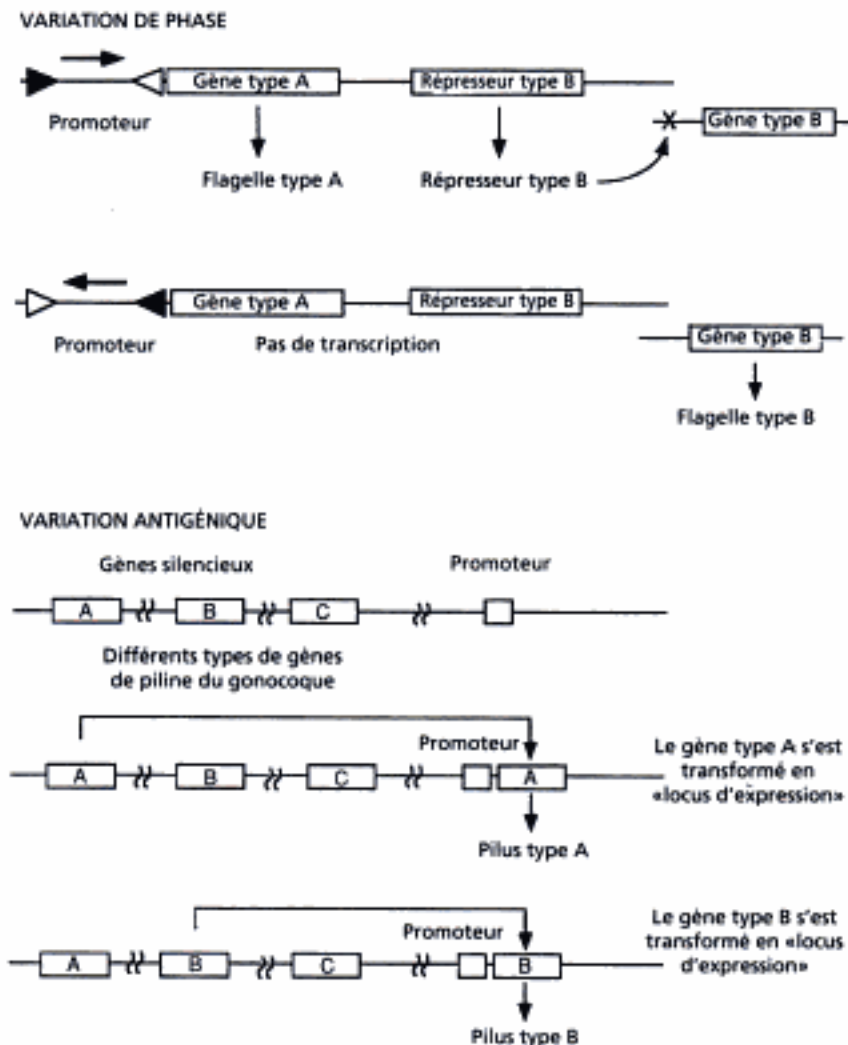 VARIATION DE PHASE
Gène type A
Répresseur type B
Promoteur
Gène type B
Flagelle type A
Répresseur type B
Gène type A
Répresseur type B
Promoteur
Pas de transcription
Gène type B
Flagelle type B
VARIATION ANTIGÉNIQUE
Gènes silencieux
Promoteur
A
B
C
Différents types de gènes
de piline du gonocoque
Promoteur
Le gène type A s'est
transformé en
«locus d'expression»
A
B
C
A
Pilus type A
Promoteur
Le gène type B s'est
transformé en «locus
d'expression»
A
B
C
B
Pilus type B